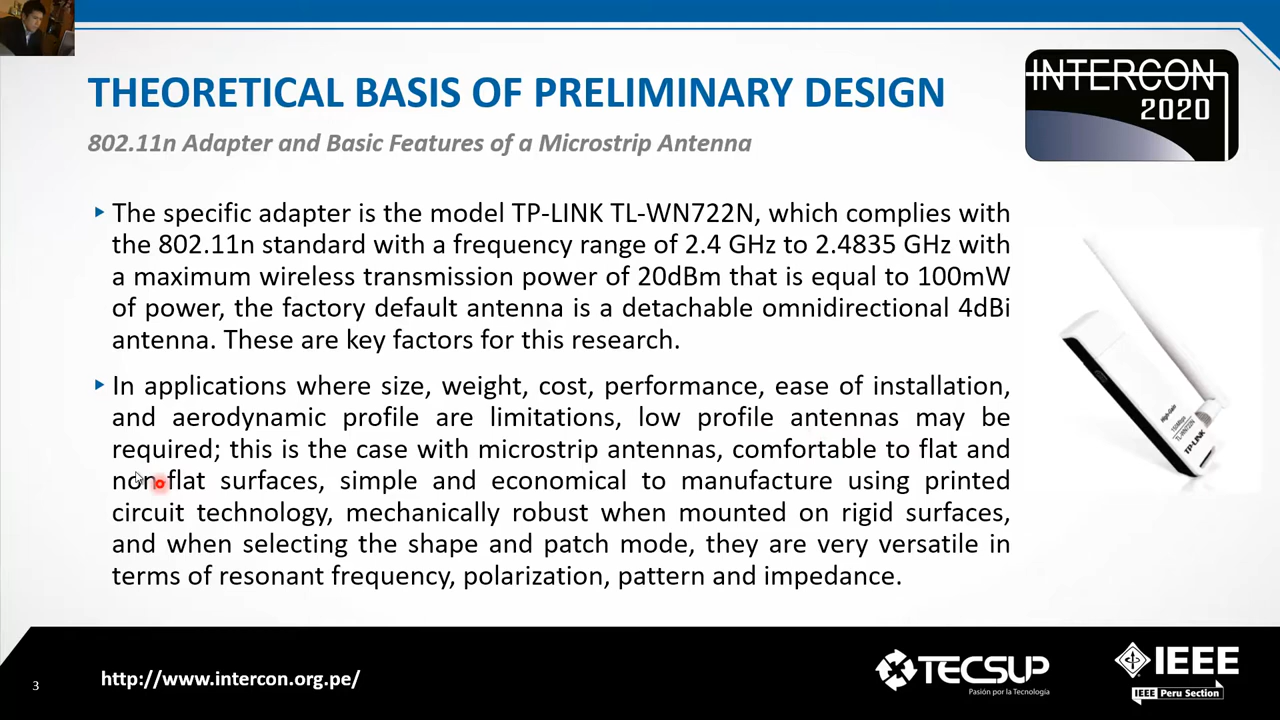 THEORETICAL BASIS OF PRELIMINARY DESIGN
INTERCON
2020
802.11n Adapter and Basic Features of a Microstrip Antenna
The specific adapter is the model TP-LINK TL-WN722N, which complies with
the 802.11n standard with a frequency range of 2.4 GHz to 2.4835 GHz with
a maximum wireless transmission power of 20dBm that is equal to 100mW
of power, the factory default antenna is a detachable omnidirectional 4dBi
antenna. These are key factors for this research.
In applications where size, weight, cost, performance, ease of installation,
and aerodynamic profile are limitations, low profile antennas may be
required; this is the case with microstrip antennas, comfortable to flat and
non-flat surfaces, simple and economical to manufacture using printed
circuit technology, mechanically robust when mounted on rigid surfaces,
and when selecting the shape and patch mode, they are very versatile in
terms of resonant frequency, polarization, pattern and impedance.
High-Gain
150Mbps
TL-WN722N
TP-LINK
3
http://www.intercon.org.pe/
TECSUP
Pasión por la Tecnología
IEEE
IEEE Peru Section